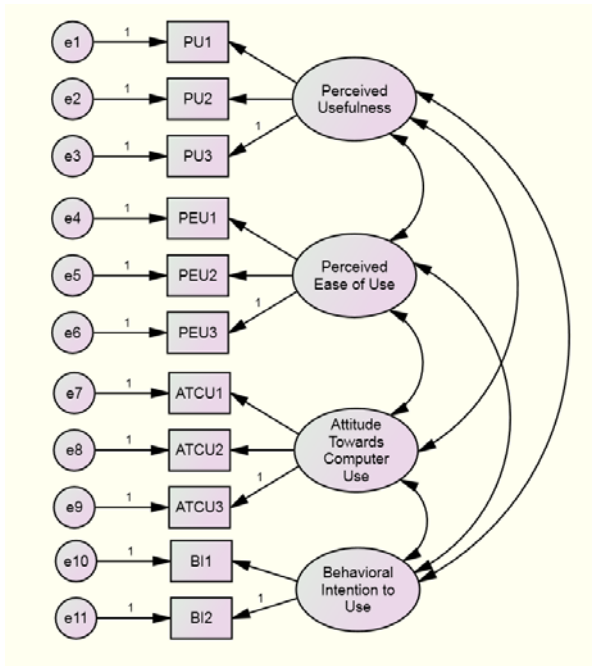 e1
1
PU1
e2
1
PU2
e3
1
PU3
1
Perceived
Usefulness
e4
1
PEU1
e5
1
PEU2
e6
1
PEU3
1
Perceived
Ease of Use
e7
1
ATCU1
e8
1
ATCU2
e9
1
ATCU3
1
Attitude
Towards
Computer
Use
e10
1
BI1
e11
1
BI2
1
Behavioral
Intention to
Use